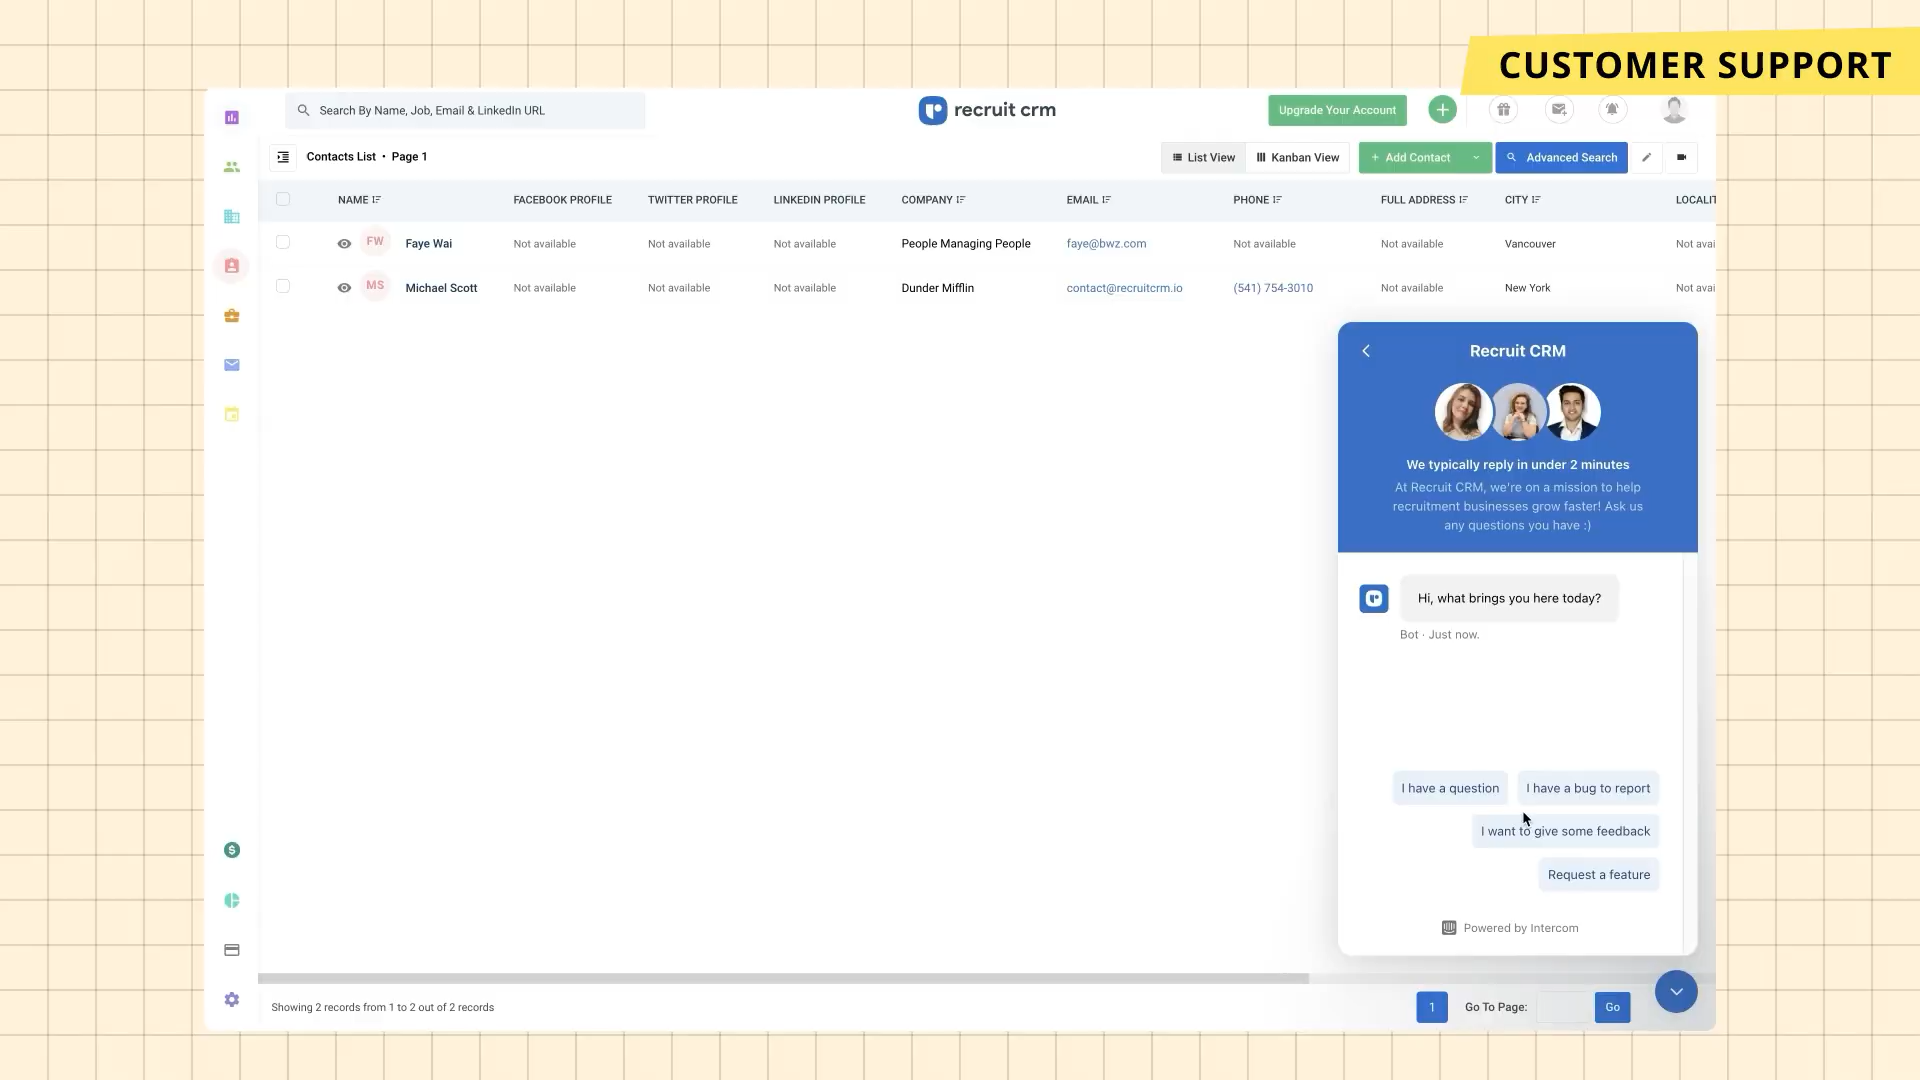 CUSTOMER SUPPORT
Search By Name, Job, Email & LinkedIn URL
recruit crm
Upgrade Your Account
Contacts List • Page 1
List View
Kanban View
+ Add Contact
Advanced Search
NAME FACEBOOK PROFILE TWITTER PROFILE LINKEDIN PROFILE COMPANY EMAIL PHONE FULL ADDRESS CITY LOCALIT
FW Faye Wai Not available Not available Not available People Managing People faye@bwz.com Not available Not available Vancouver Not avai
MS Michael Scott Not available Not available Not available Dunder Mifflin contact@recruitcrm.io (541) 754-3010 Not available New York Not avai
Recruit CRM
We typically reply in under 2 minutes
At Recruit CRM, we're on a mission to help
recruitment businesses grow faster! Ask us
any questions you have :)
Hi, what brings you here today?
Bot · Just now.
I have a question
I have a bug to report
I want to give some feedback
Request a feature
Powered by Intercom
Showing 2 records from 1 to 2 out of 2 records
1
Go To Page:
Go